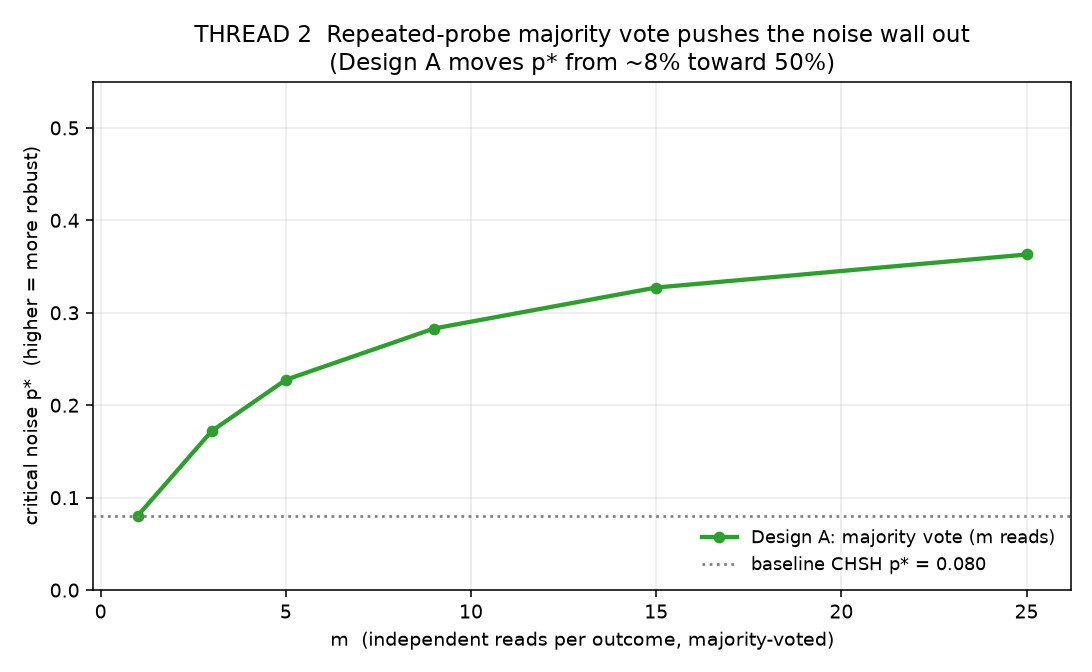 THREAD 2  Repeated-probe majority vote pushes the noise wall out
(Design A moves p* from ~8% toward 50%)
critical noise p*  (higher = more robust)
0.5
0.4
0.3
0.2
0.1
0.0
Design A: majority vote (m reads)
baseline CHSH p* = 0.080
0 5 10 15 20 25
m  (independent reads per outcome, majority-voted)